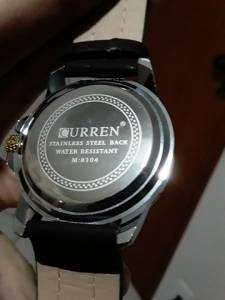 CURREN®
STAINLESS STEEL BACK
WATER RESISTANT
M:8104